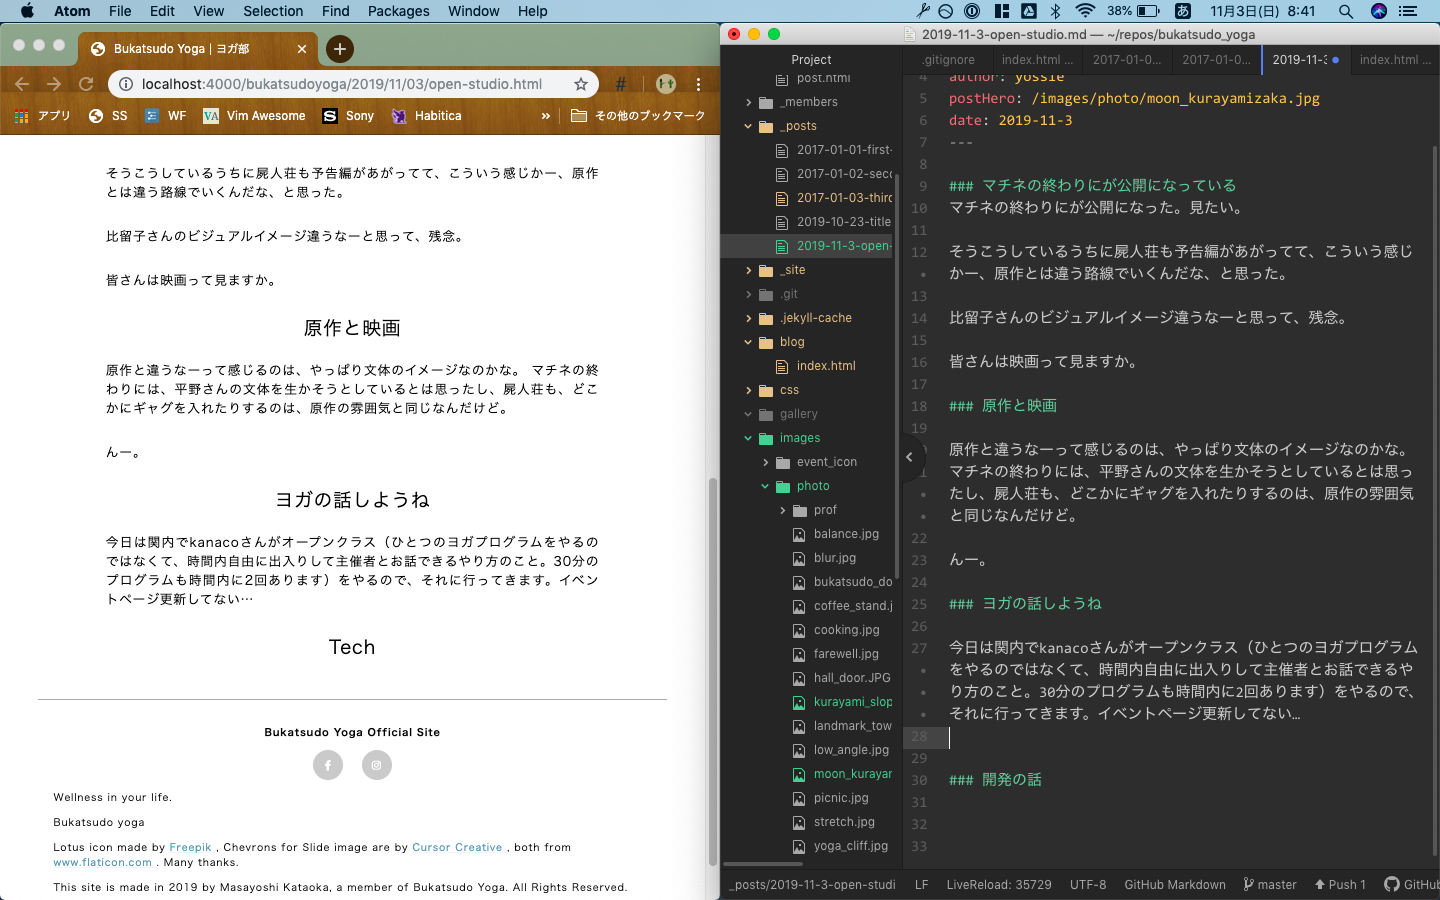 Atom File Edit View Selection Find Packages Window Help
38% あ 11月3日(日) 8:41
Bukatsudo Yoga | ヨガ部
localhost:4000/bukatsudoyoga/2019/11/03/open-studio.html
アプリ SS WF Vim Awesome Sony Habitica » その他のブックマーク
そうこうしているうちに屍人荘も予告編があがってて、こういう感じかー、原作
とは違う路線でいくんだな、と思った。
比留子さんのビジュアルイメージ違うなーと思って、残念。
皆さんは映画って見ますか。
原作と映画
原作と違うなーって感じるのは、やっぱり文体のイメージなのかな。 マチネの終
わりには、平野さんの文体を生かそうとしているとは思ったし、屍人荘も、どこ
かにギャグを入れたりするのは、原作の雰囲気と同じなんだけど。
んー。
ヨガの話しようね
今日は関内でkanacoさんがオープンクラス（ひとつのヨガプログラムをやるの
ではなくて、時間内自由に出入りして主催者とお話できるやり方のこと。30分の
プログラムも時間内に2回あります）をやるので、それに行ってきます。イベン
トページ更新してない…
Tech
Bukatsudo Yoga Official Site
Wellness in your life.
Bukatsudo yoga
Lotus icon made by Freepik , Chevrons for Slide image are by Cursor Creative , both from
www.flaticon.com . Many thanks.
This site is made in 2019 by Masayoshi Kataoka, a member of Bukatsudo Yoga. All Rights Reserved.
2019-11-3-open-studio.md — ~/repos/bukatsudo_yoga
Project
.gitignore index.html ... 2017-01-0... 2017-01-0... 2019-11-3 index.html ...
post.html
_members
_posts
2017-01-01-first-
2017-01-02-seco
2017-01-03-third
2019-10-23-title
2019-11-3-open-
_site
.git
.jekyll-cache
blog
index.html
css
gallery
images
event_icon
photo
prof
balance.jpg
blur.jpg
bukatsudo_do
coffee_stand.j
cooking.jpg
farewell.jpg
hall_door.JPG
kurayami_slop
landmark_tow
low_angle.jpg
moon_kurayam
picnic.jpg
stretch.jpg
yoga_cliff.jpg
4 author: yossie
5 postHero: /images/photo/moon_kurayamizaka.jpg
6 date: 2019-11-3
7 ---
8
9 ### マチネの終わりにが公開になっている
10 マチネの終わりにが公開になった。見たい。
11
12 そうこうしているうちに屍人荘も予告編があがってて、こういう感じ
かー、原作とは違う路線でいくんだな、と思った。
13
14 比留子さんのビジュアルイメージ違うなーと思って、残念。
15
16 皆さんは映画って見ますか。
17
18 ### 原作と映画
19
原作と違うなーって感じるのは、やっぱり文体のイメージなのかな。
マチネの終わりには、平野さんの文体を生かそうとしているとは思っ
たし、屍人荘も、どこかにギャグを入れたりするのは、原作の雰囲気
と同じなんだけど。
22
23 んー。
24
25 ### ヨガの話しようね
26
27 今日は関内でkanacoさんがオープンクラス（ひとつのヨガプログラム
をやるのではなくて、時間内自由に出入りして主催者とお話できるや
り方のこと。30分のプログラムも時間内に2回あります）をやるので、
それに行ってきます。イベントページ更新してない…
28
29
30 ### 開発の話
31
32
33
_posts/2019-11-3-open-studi LF LiveReload: 35729 UTF-8 GitHub Markdown master Push 1 GitHub